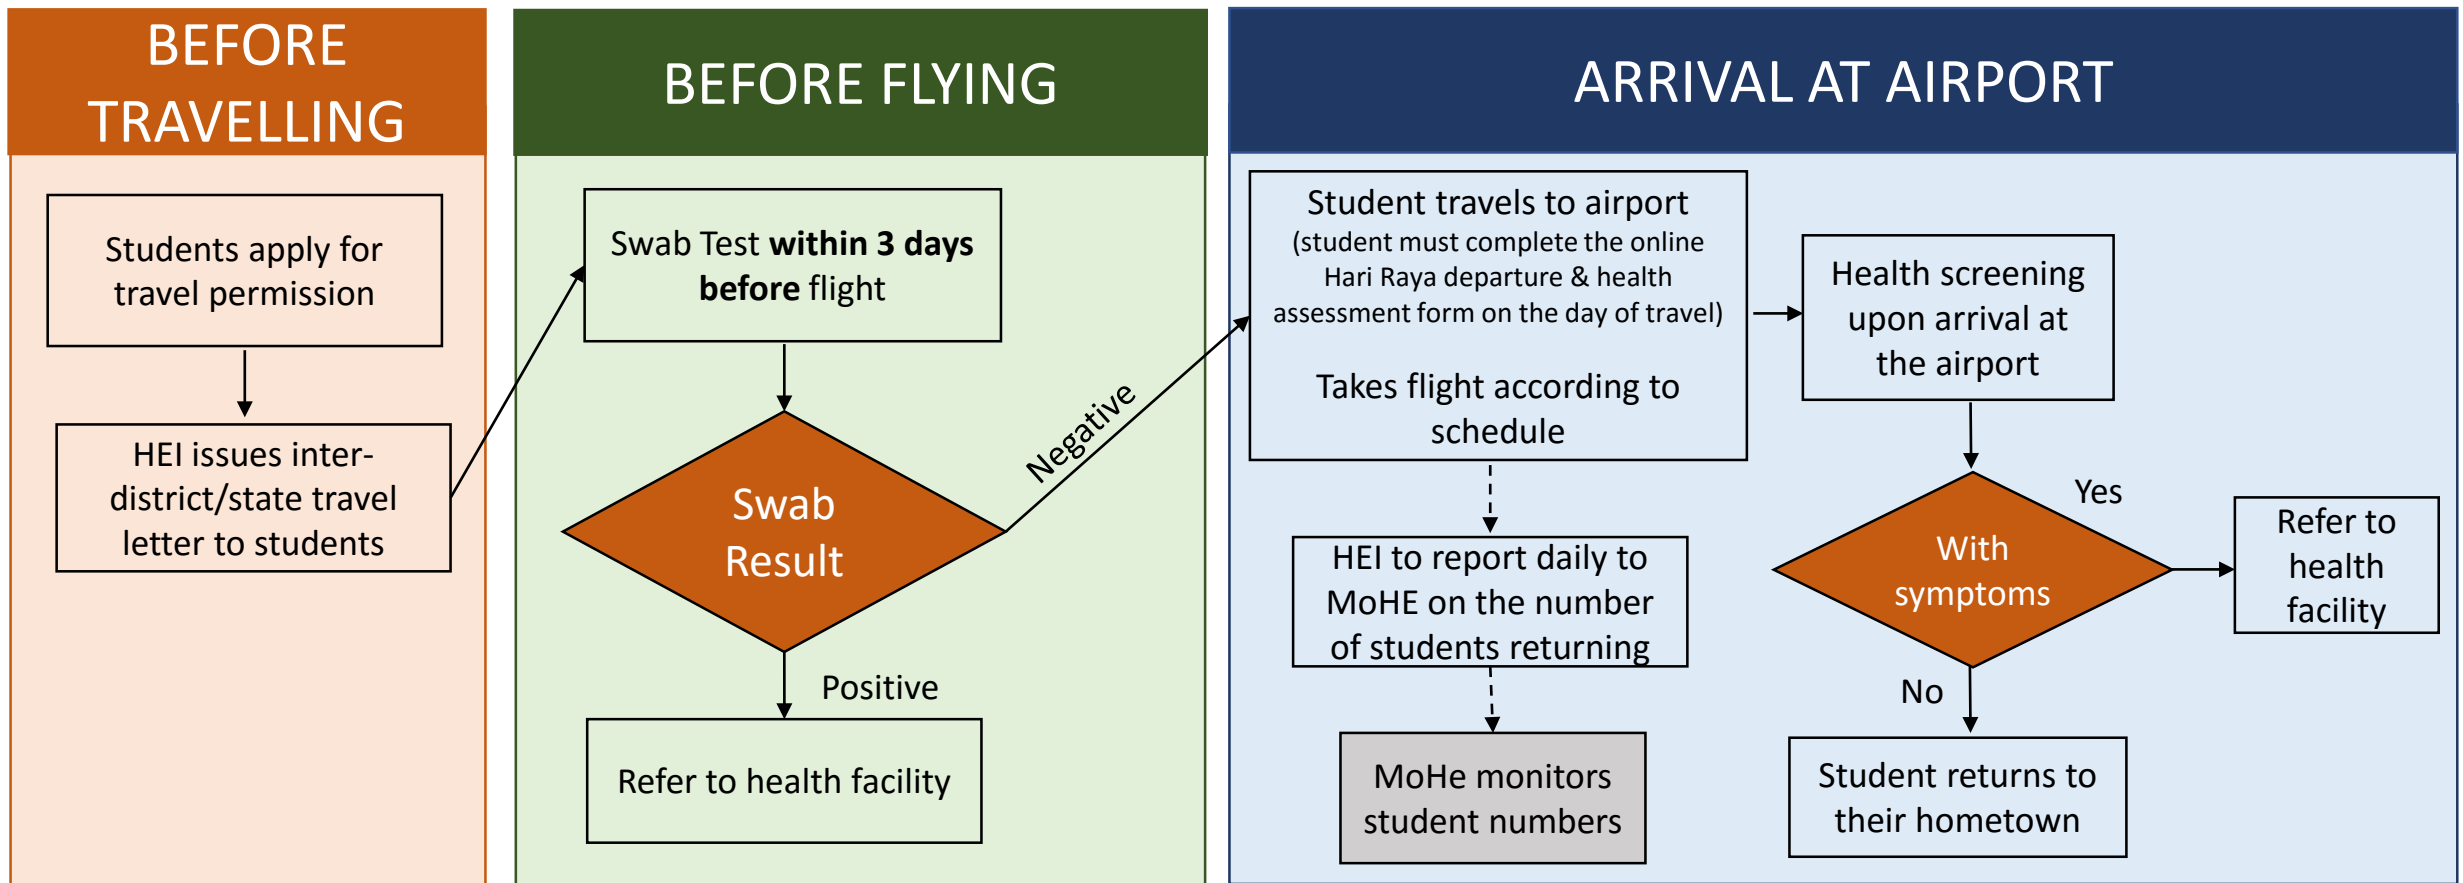 BEFORE
TRAVELLING
Students apply for
travel permission
HEI issues inter-
district/state travel
letter to students
BEFORE FLYING
Swab Test within 3 days
before flight
Swab
Result
Negative
Positive
Refer to health facility
ARRIVAL AT AIRPORT
Student travels to airport
(student must complete the online
Hari Raya departure & health
assessment form on the day of travel)
Takes flight according to
schedule
HEI to report daily to
MoHE on the number
of students returning
MoHe monitors
student numbers
Health screening
upon arrival at
the airport
With
symptoms
Yes
Refer to
health
facility
No
Student returns to
their hometown